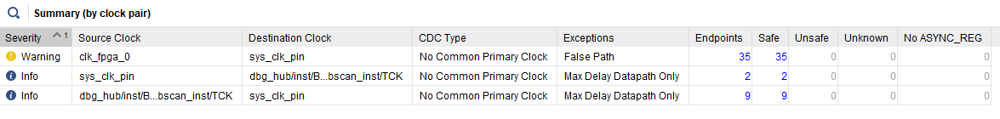 Summary (by clock pair)
Severity 1 Source Clock Destination Clock CDC Type Exceptions Endpoints Safe Unsafe Unknown No ASYNC_REG
Warning clk_fpga_0 sys_clk_pin No Common Primary Clock False Path 35 35 0 0 0
Info sys_clk_pin dbg_hub/inst/B...bscan_inst/TCK No Common Primary Clock Max Delay Datapath Only 2 2 0 0 0
Info dbg_hub/inst/B...bscan_inst/TCK sys_clk_pin No Common Primary Clock Max Delay Datapath Only 9 9 0 0 0